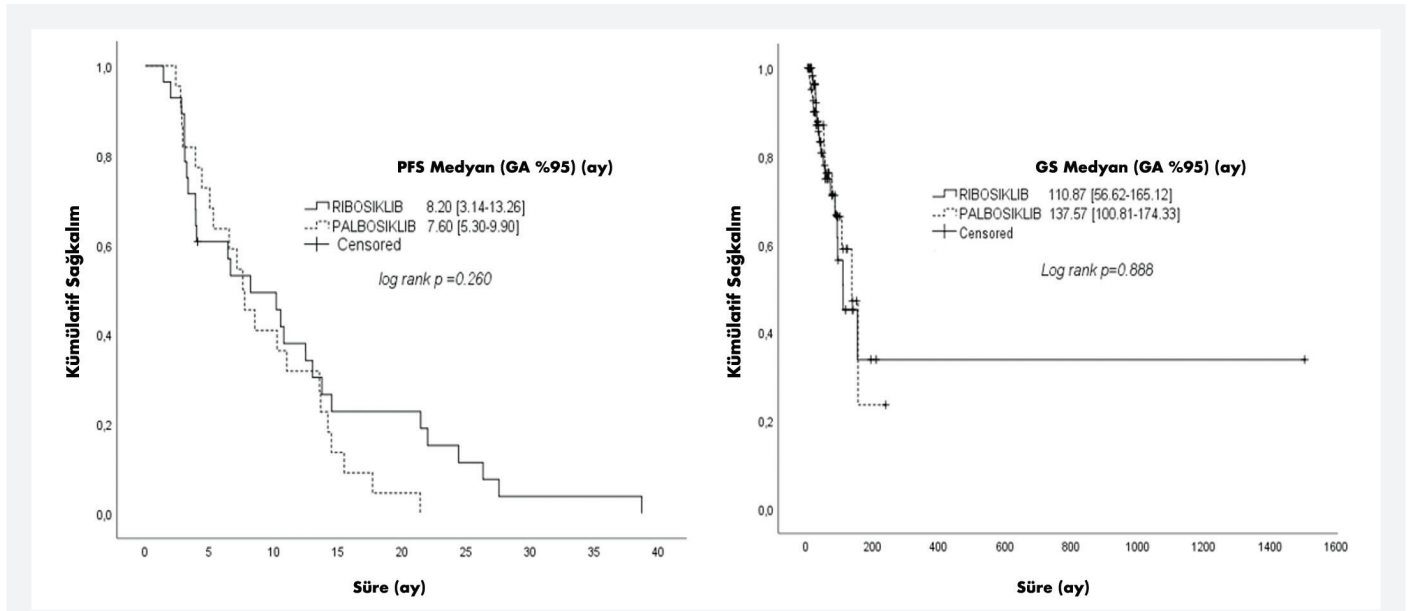 PFS Medyan (GA %95) (ay)
RIBOSIKLIB 8.20 [3.14-13.26]
PALBOSIKLIB 7.60 [5.30-9.90]
Censored
log rank p =0.260
Kümülatif Sağkalım
1,0
0,8
0,6
0,4
0,2
0,0
0 5 10 15 20 25 30 35 40
Süre (ay)
GS Medyan (GA %95) (ay)
RIBOSIKLIB 110.87 [56.62-165.12]
PALBOSIKLIB 137.57 [100.81-174.33]
Censored
Log rank p=0.888
Kümülatif Sağkalım
1,0
0,8
0,6
0,4
0,2
0,0
0 200 400 600 800 1000 1200 1400 1600
Süre (ay)